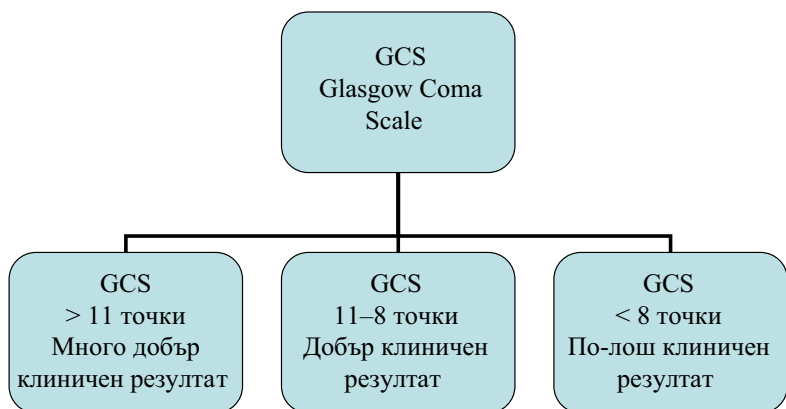 GCS
Glasgow Coma
Scale
GCS
> 11 точки
Много добър
клиничен резултат
GCS
11–8 точки
Добър клиничен
резултат
GCS
< 8 точки
По-лош клиничен
резултат